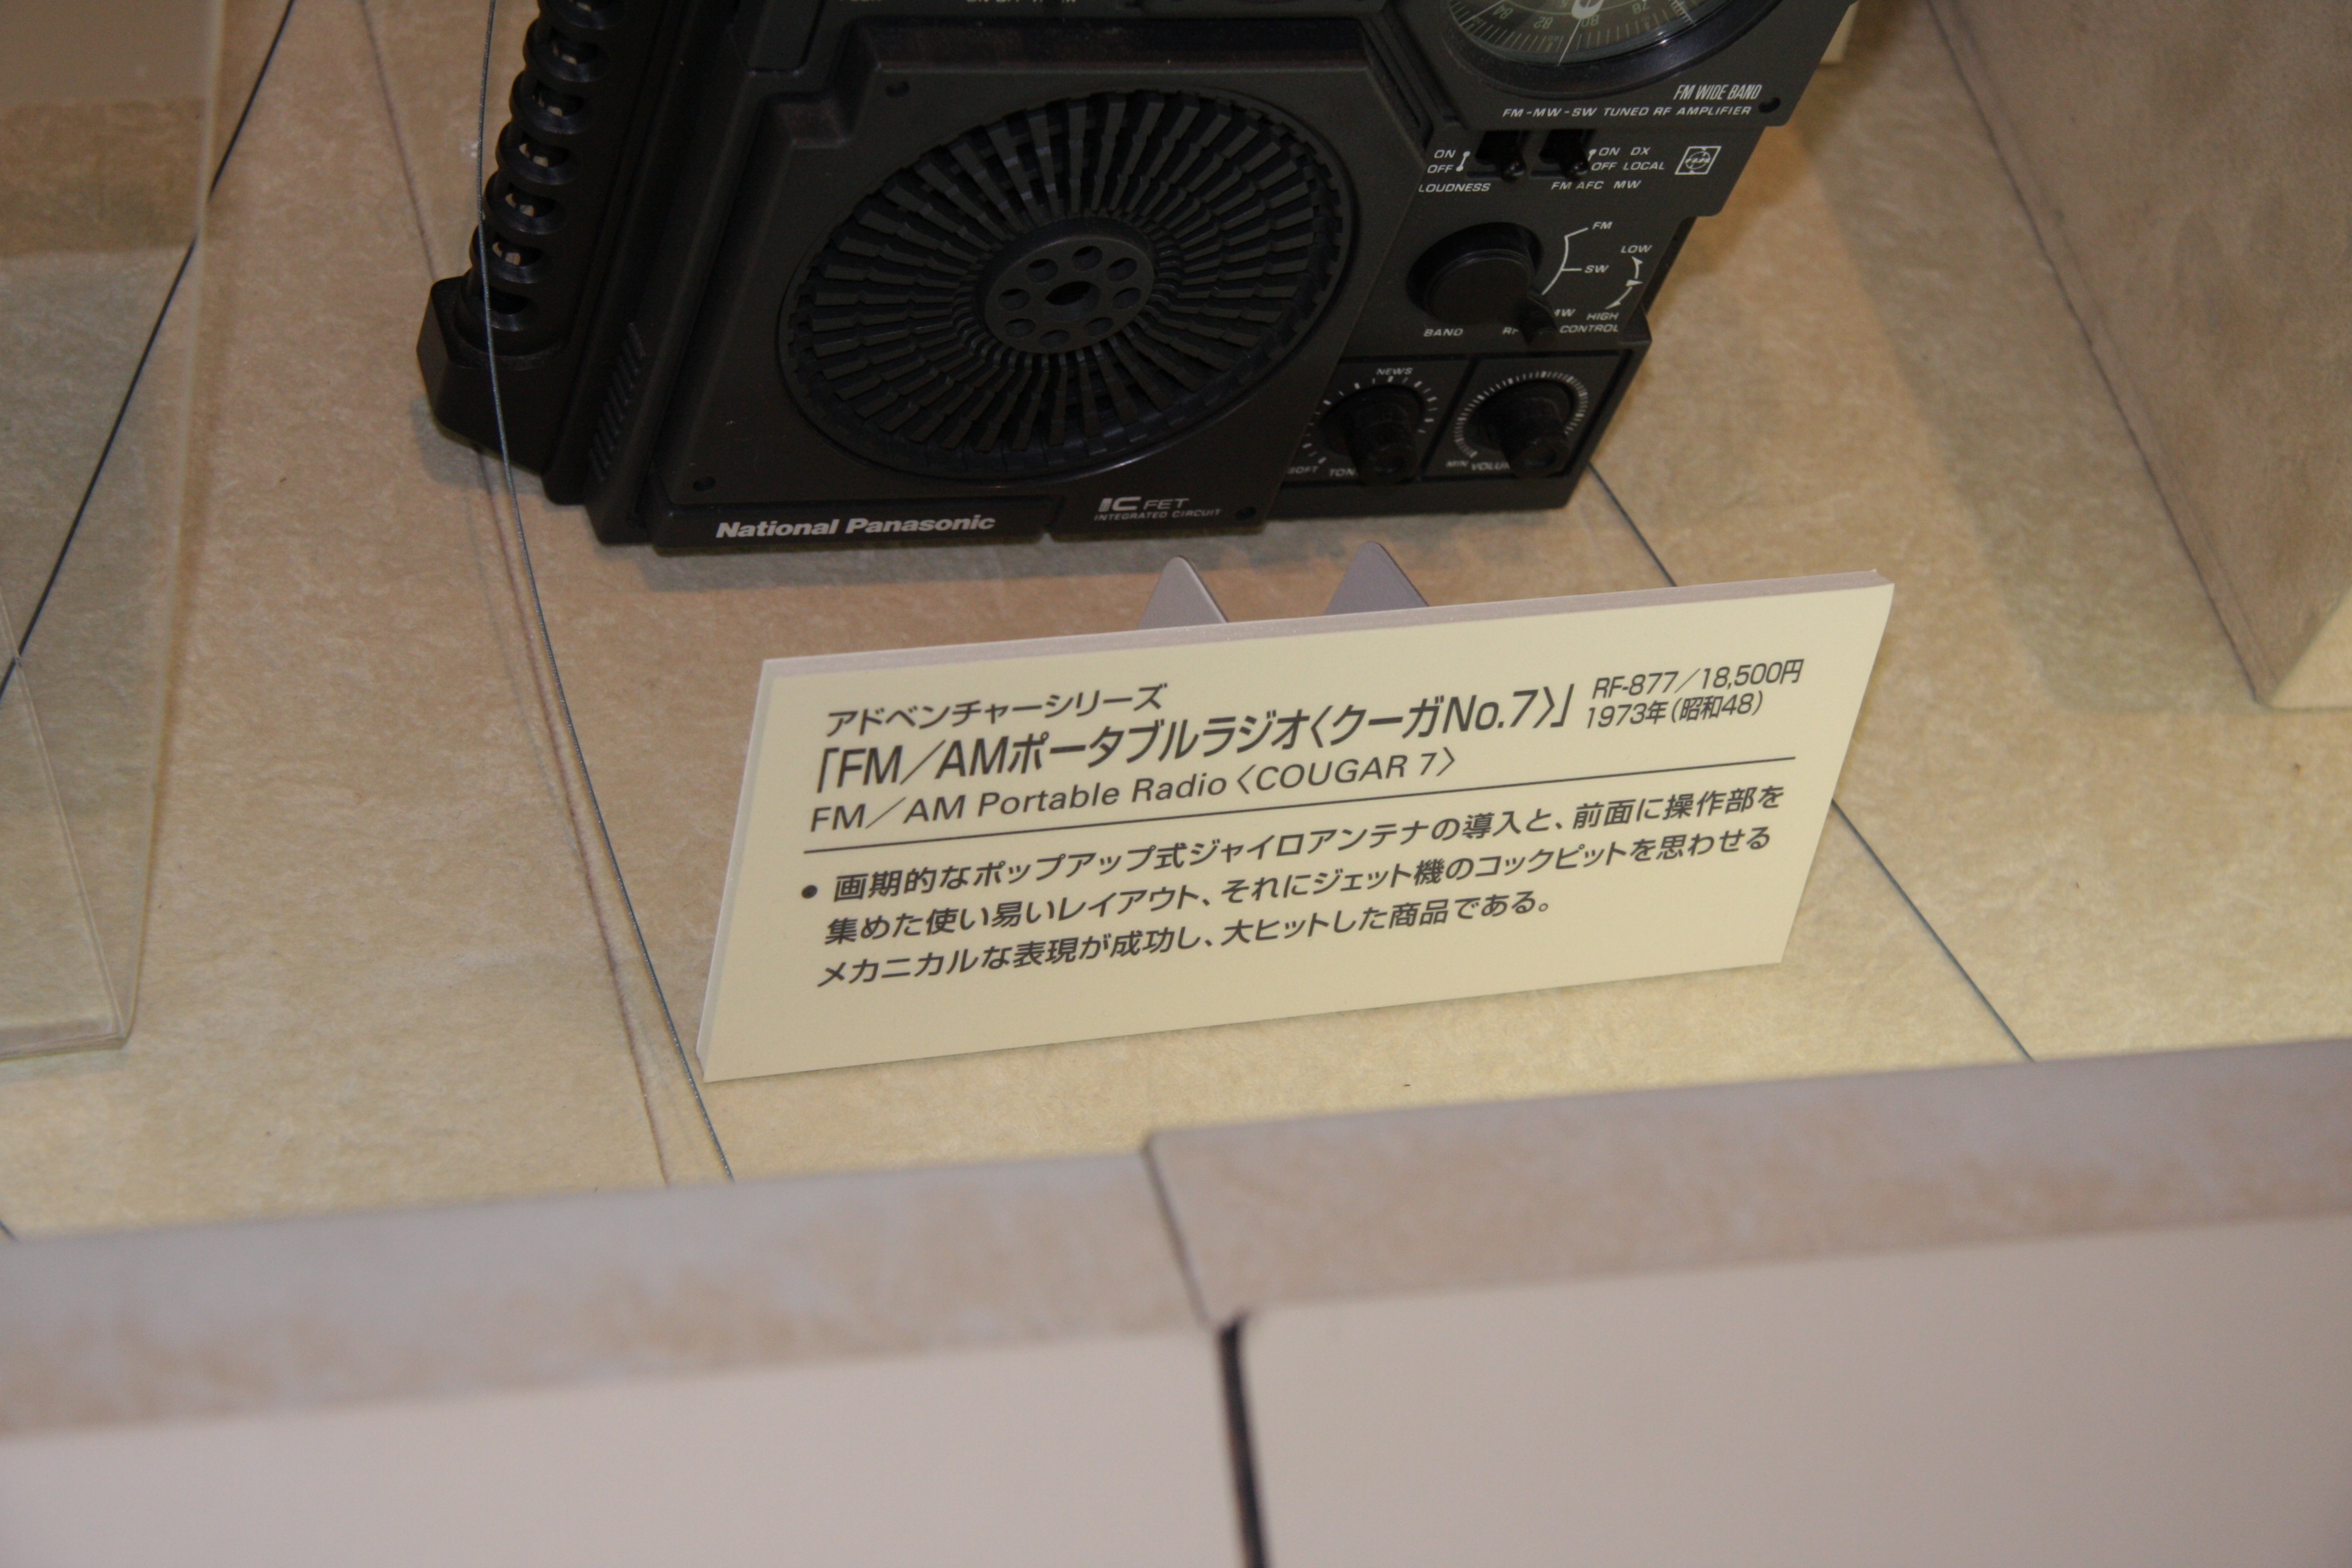 84 82 80 78
FM WIDE BAND
FM-MW-SW TUNED RF AMPLIFIER
ON
OFF
LOUDNESS
ON DX
OFF LOCAL
FM AFC MW
FM
SW
MW
LOW
HIGH
BAND
CONTROL
NEWS
SOFT
MIN
National Panasonic
IC FET
INTEGRATED CIRCUIT
アドベンチャーシリーズ
「FM/AMポータブルラジオ〈クーガNo.7〉」
RF-877/18,500円
1973年(昭和48)
FM/AM Portable Radio〈COUGAR 7〉
● 画期的なポップアップ式ジャイロアンテナの導入と、前面に操作部を
集めた使い易いレイアウト、それにジェット機のコックピットを思わせる
メカニカルな表現が成功し、大ヒットした商品である。